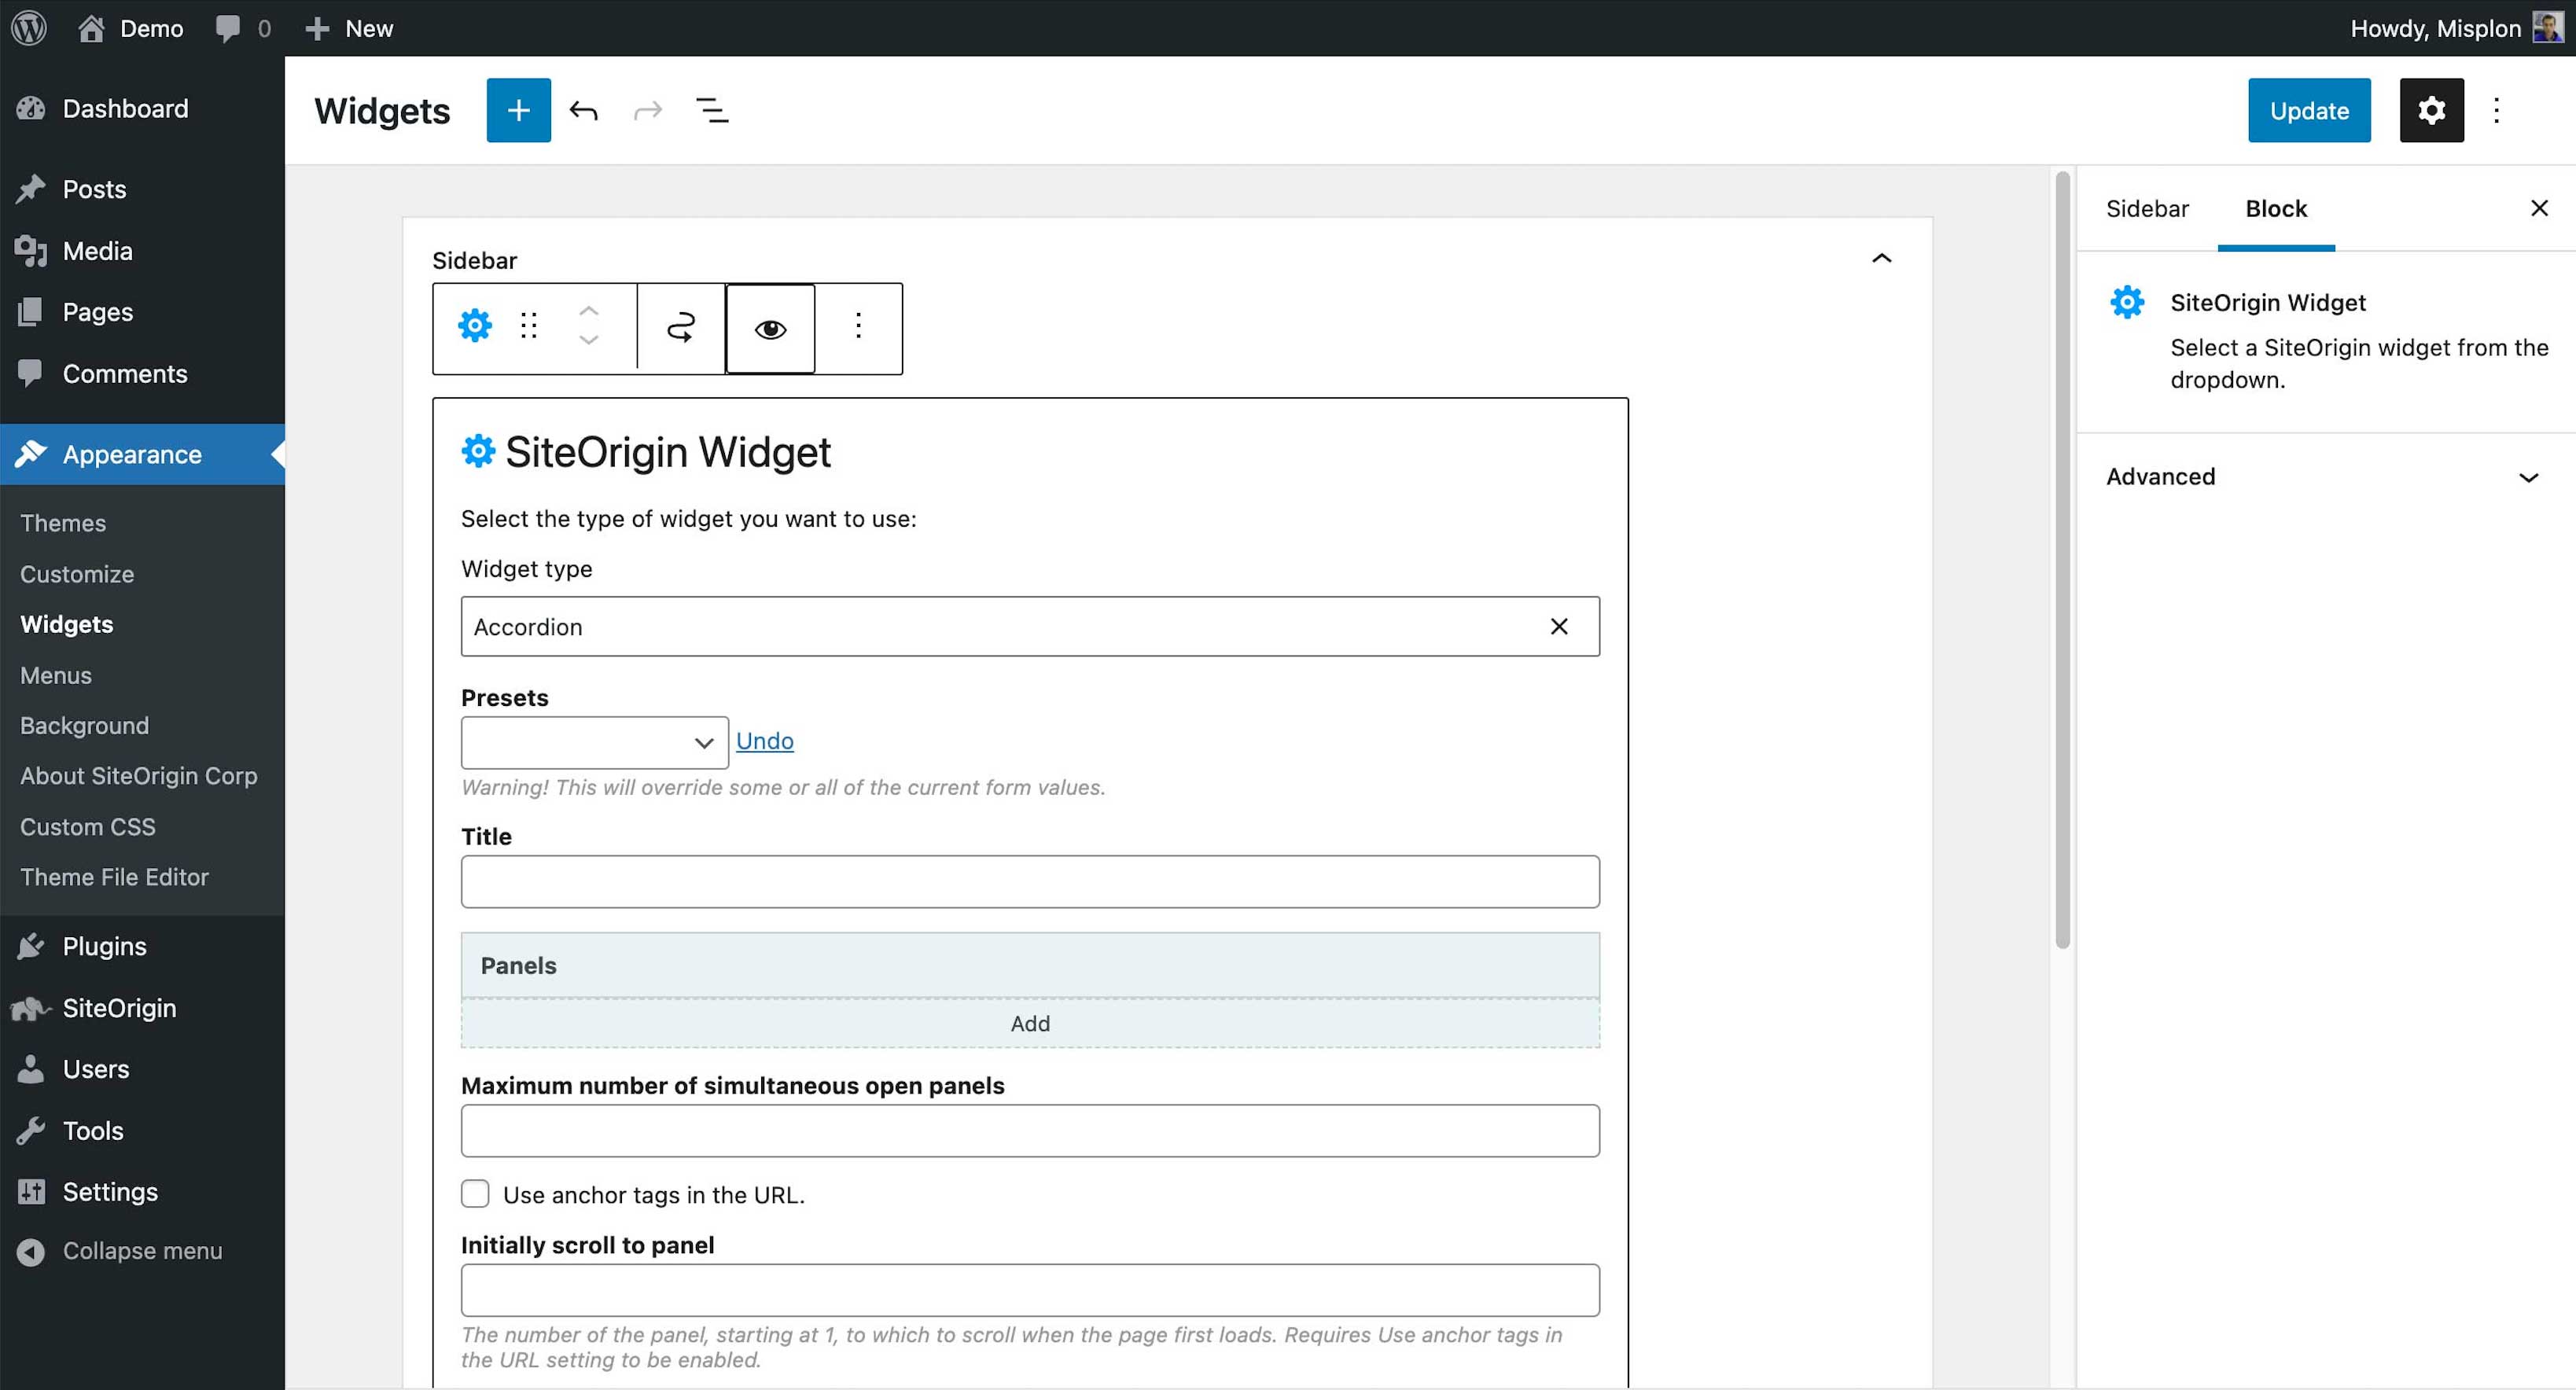 Demo
0
New
Howdy, Misplon
Dashboard
Posts
Media
Pages
Comments
Appearance
Themes
Customize
Widgets
Menus
Background
About SiteOrigin Corp
Custom CSS
Theme File Editor
Plugins
SiteOrigin
Users
Tools
Settings
Collapse menu
Widgets
Update
Sidebar
SiteOrigin Widget
Select the type of widget you want to use:
Widget type
Accordion
Presets
Undo
Warning! This will override some or all of the current form values.
Title
Panels
Add
Maximum number of simultaneous open panels
Use anchor tags in the URL.
Initially scroll to panel
The number of the panel, starting at 1, to which to scroll when the page first loads. Requires Use anchor tags in
the URL setting to be enabled.
Sidebar
Block
SiteOrigin Widget
Select a SiteOrigin widget from the
dropdown.
Advanced